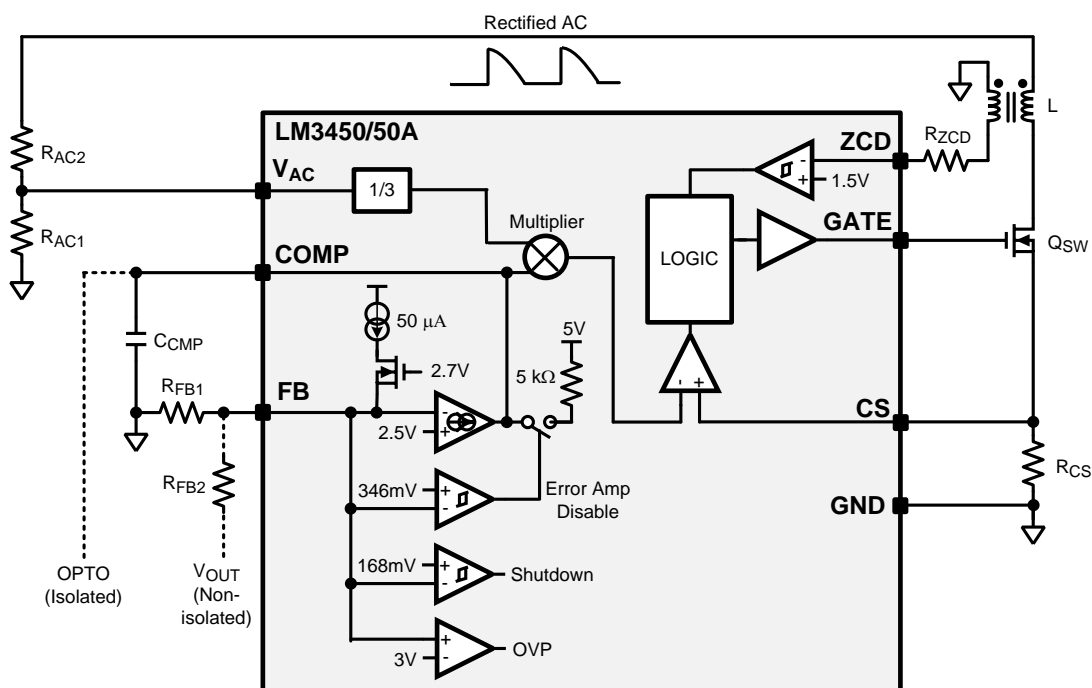 Rectified AC
LM3450/50A
RAC2
VAC
1/3
RAC1
Multiplier
COMP
50 μA
2.7V
5V
5 kΩ
CCMP
RFB1
FB
-
2.5V
+
RFB2
346mV
+
-
Error Amp
Disable
OPTO
(Isolated)
VOUT
(Non-
isolated)
168mV
+
-
Shutdown
+
3V
-
OVP
ZCD
RZCD
L
-
+
1.5V
GATE
LOGIC
QSW
- +
CS
RCS
GND